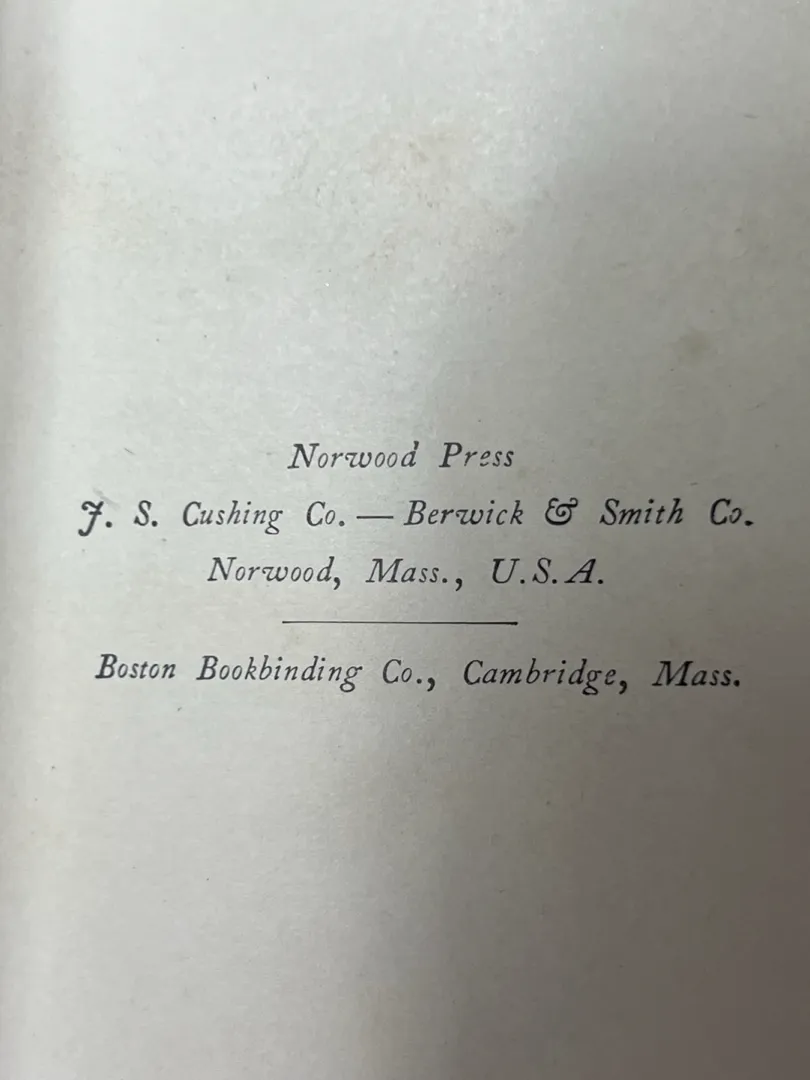 Norwood Press
J. S. Cushing Co. — Berwick & Smith Co.
Norwood, Mass., U.S.A.
Boston Bookbinding Co., Cambridge, Mass.